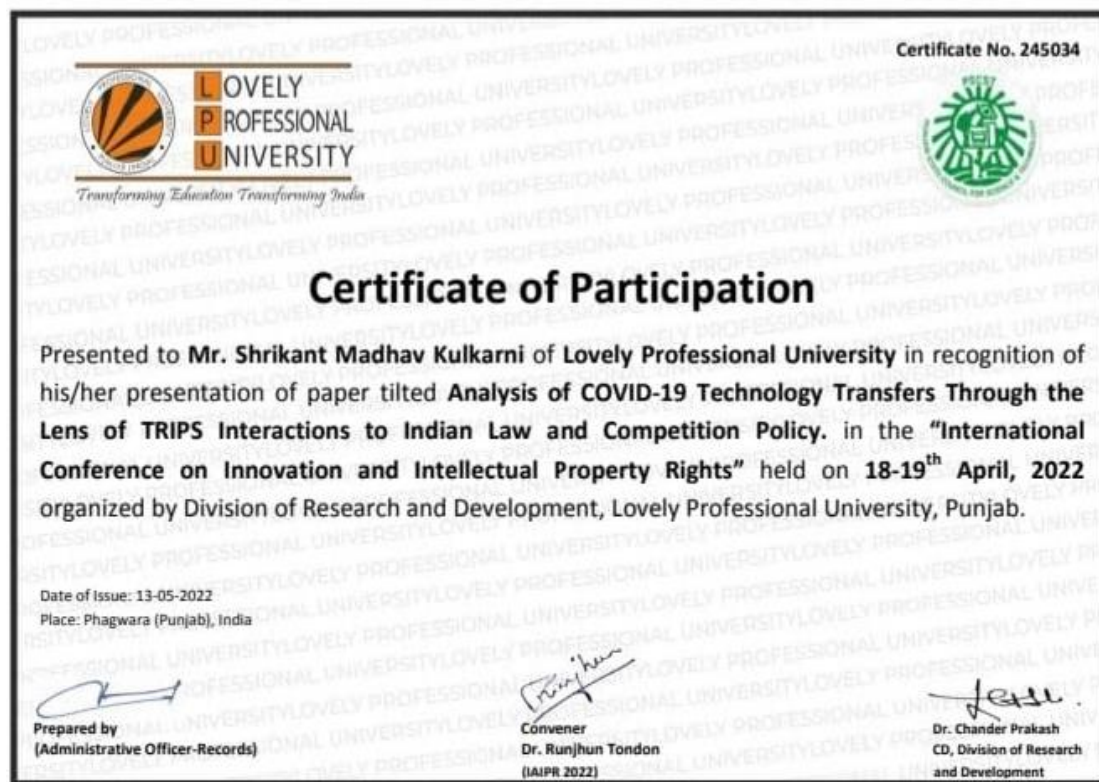 Certificate No. 245034
LOVELY
PROFESSIONAL
UNIVERSITY
Transforming Education Transforming India
PSCST
Certificate of Participation
Presented to Mr. Shrikant Madhav Kulkarni of Lovely Professional University in recognition of
his/her presentation of paper tilted Analysis of COVID-19 Technology Transfers Through the
Lens of TRIPS Interactions to Indian Law and Competition Policy. in the “International
Conference on Innovation and Intellectual Property Rights” held on 18-19th April, 2022
organized by Division of Research and Development, Lovely Professional University, Punjab.
Date of Issue: 13-05-2022
Place: Phagwara (Punjab), India
Prepared by
(Administrative Officer-Records)
Convener
Dr. Runjhun Tondon
(IAIPR 2022)
Dr. Chander Prakash
CD, Division of Research
and Development